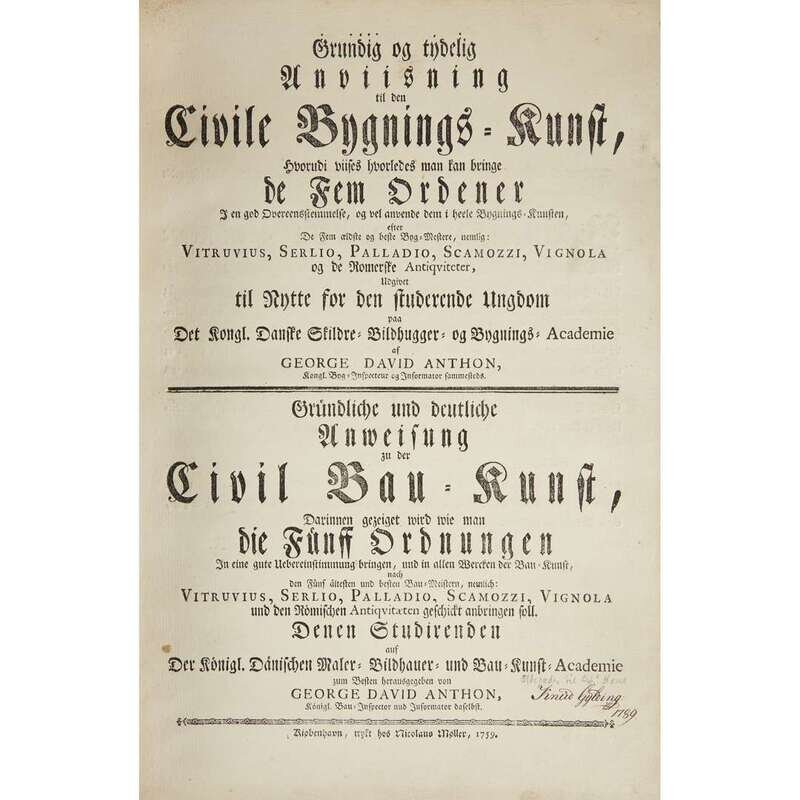 Grundig og tydelig
Anviisning
til den
Civile Bygnings-Kunst,
Hvorudi viises hvorledes man kan bringe
de Fem Ordener
I en god Overeensstemmelse, og vel anvende dem i heele Bygnings-Kunsten,
efter
De Fem ældste og beste Byg-Mestere, nemlig:
VITRUVIUS, SERLIO, PALLADIO, SCAMOZZI, VIGNOLA
og de Romerske Antiqviteter,
Udgivet
til Nytte for den studerende Ungdom
paa
Det Kongl. Danske Skildre- Bildhugger- og Bygnings- Academie
af
GEORGE DAVID ANTHON,
Kongl. Byg-Inspecteur og Informator sammesteds.
Gründliche und deutliche
Anweisung
zu der
Civil Bau-Kunst,
Darinnen gezeiget wird wie man
die Fünff Ordnungen
In eine gute Uebereinstimmung bringen, und in allen Wercken der Bau-Kunst,
nach
den Fünf ältesten und besten Bau-Meistern, nemlich:
VITRUVIUS, SERLIO, PALLADIO, SCAMOZZI, VIGNOLA
und den Römischen Antiqvitæten geschickt anbringen soll.
Denen Studirenden
auf
Der Königl. Dänischen Maler- Bildhauer- und Bau-Kunst-Academie
zum Besten herausgegeben von
GEORGE DAVID ANTHON,
Königl. Bau-Inspector und Informator daselbst.
1789
Kiøbenhavn, trykt hos Nicolaus Møller, 1759.